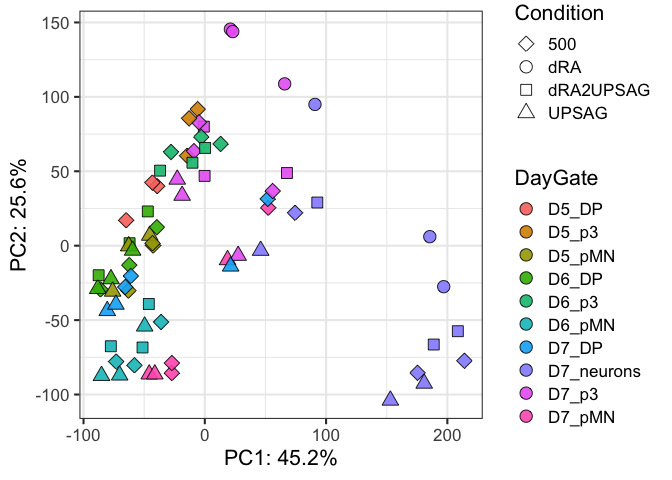 150
100
50
0
-50
-100
-100
0
100
200
PC1: 45.2%
PC2: 25.6%
Condition
500
dRA
dRA2UPSAG
UPSAG
DayGate
D5_DP
D5_p3
D5_pMN
D6_DP
D6_p3
D6_pMN
D7_DP
D7_neurons
D7_p3
D7_pMN